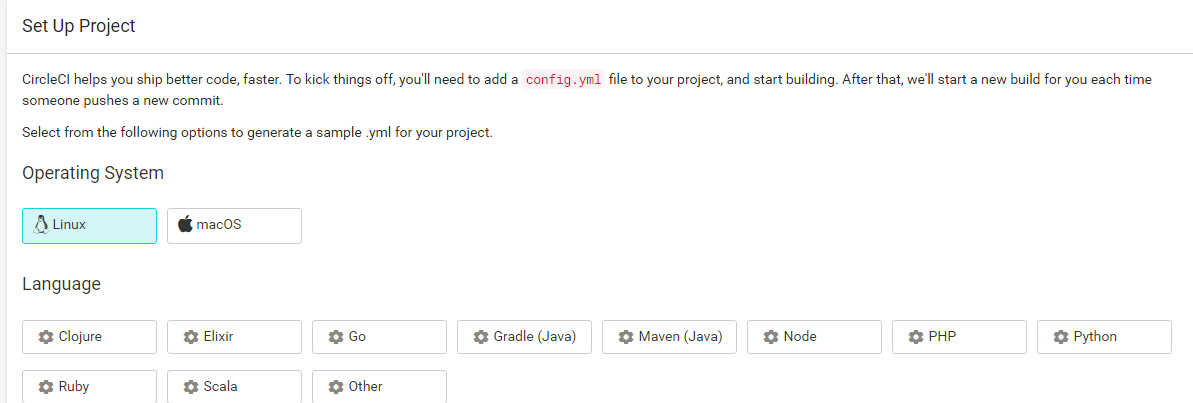 Set Up Project
CircleCI helps you ship better code, faster. To kick things off, you'll need to add a config.yml file to your project, and start building. After that, we'll start a new build for you each time
someone pushes a new commit.
Select from the following options to generate a sample .yml for your project.
Operating System
Linux macOS
Language
Clojure Elixir Go Gradle (Java) Maven (Java) Node PHP Python
Ruby Scala Other